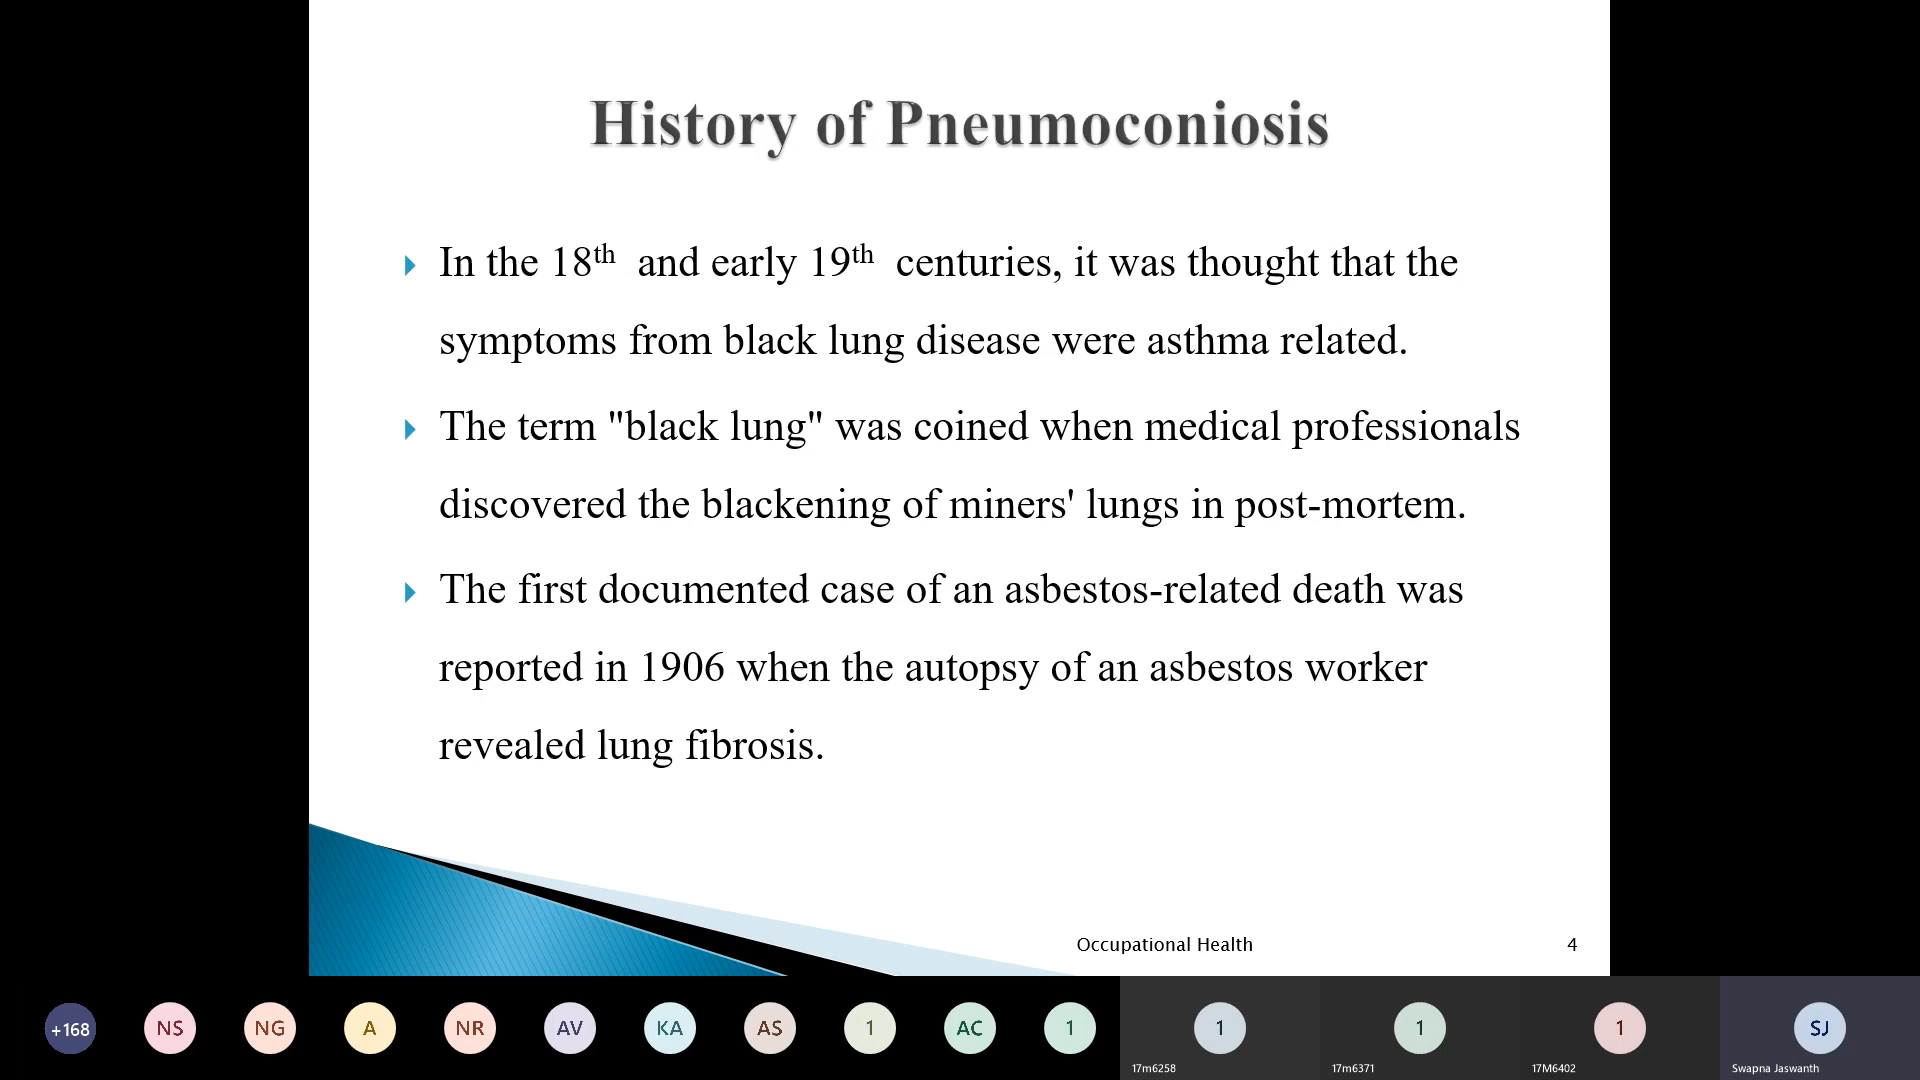 History of Pneumoconiosis
In the 18th and early 19th centuries, it was thought that the
symptoms from black lung disease were asthma related.
The term "black lung" was coined when medical professionals
discovered the blackening of miners' lungs in post-mortem.
The first documented case of an asbestos-related death was
reported in 1906 when the autopsy of an asbestos worker
revealed lung fibrosis.
Occupational Health 4
+168 NS NG A NR AV KA AS 1 AC 1 1 1 1 SJ
17m6258 17m6371 17M6402 Swapna Jaswanth